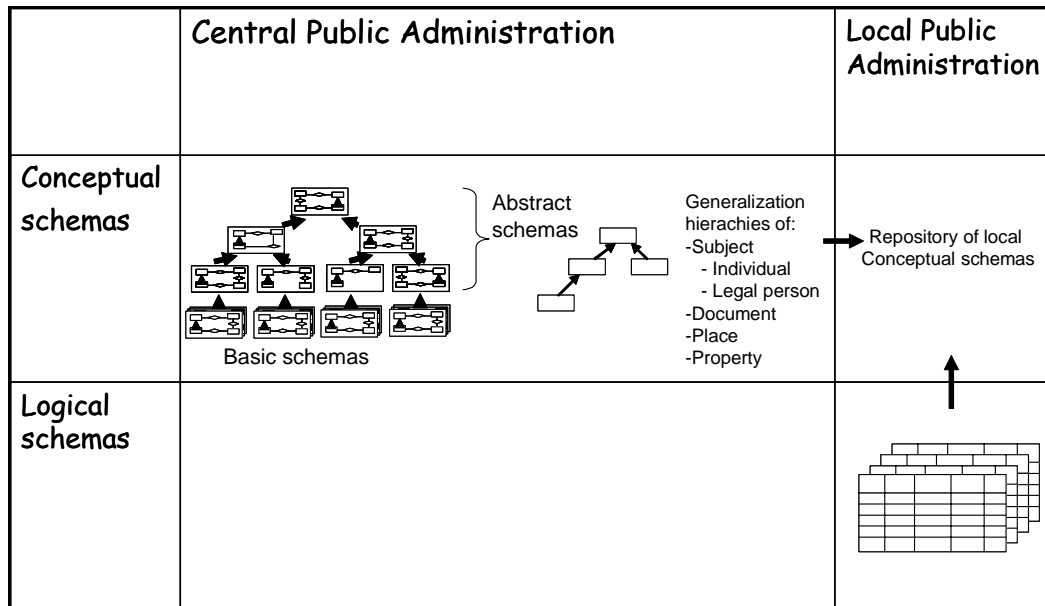 Central Public Administration
Local Public
Administration
Conceptual
schemas
Abstract
schemas
Basic schemas
Generalization
hierachies of:
-Subject
- Individual
- Legal person
-Document
-Place
-Property
Repository of local
Conceptual schemas
Logical
schemas